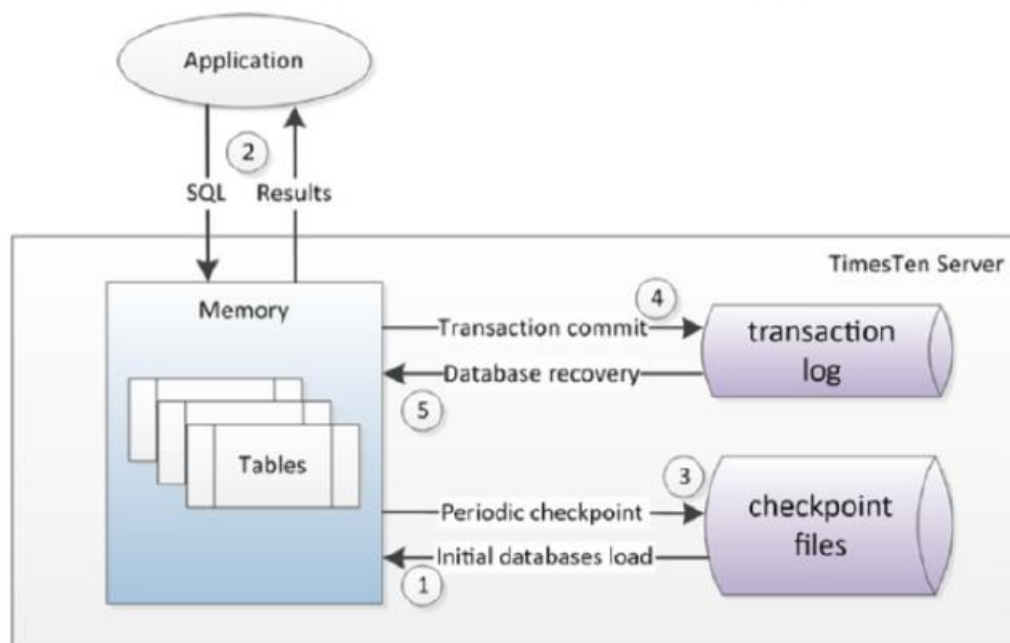 Application
2
SQL Results
TimesTen Server
Memory
4
Transaction commit
transaction
log
Database recovery
5
Tables
3
Periodic checkpoint
checkpoint
files
Initial databases load
1